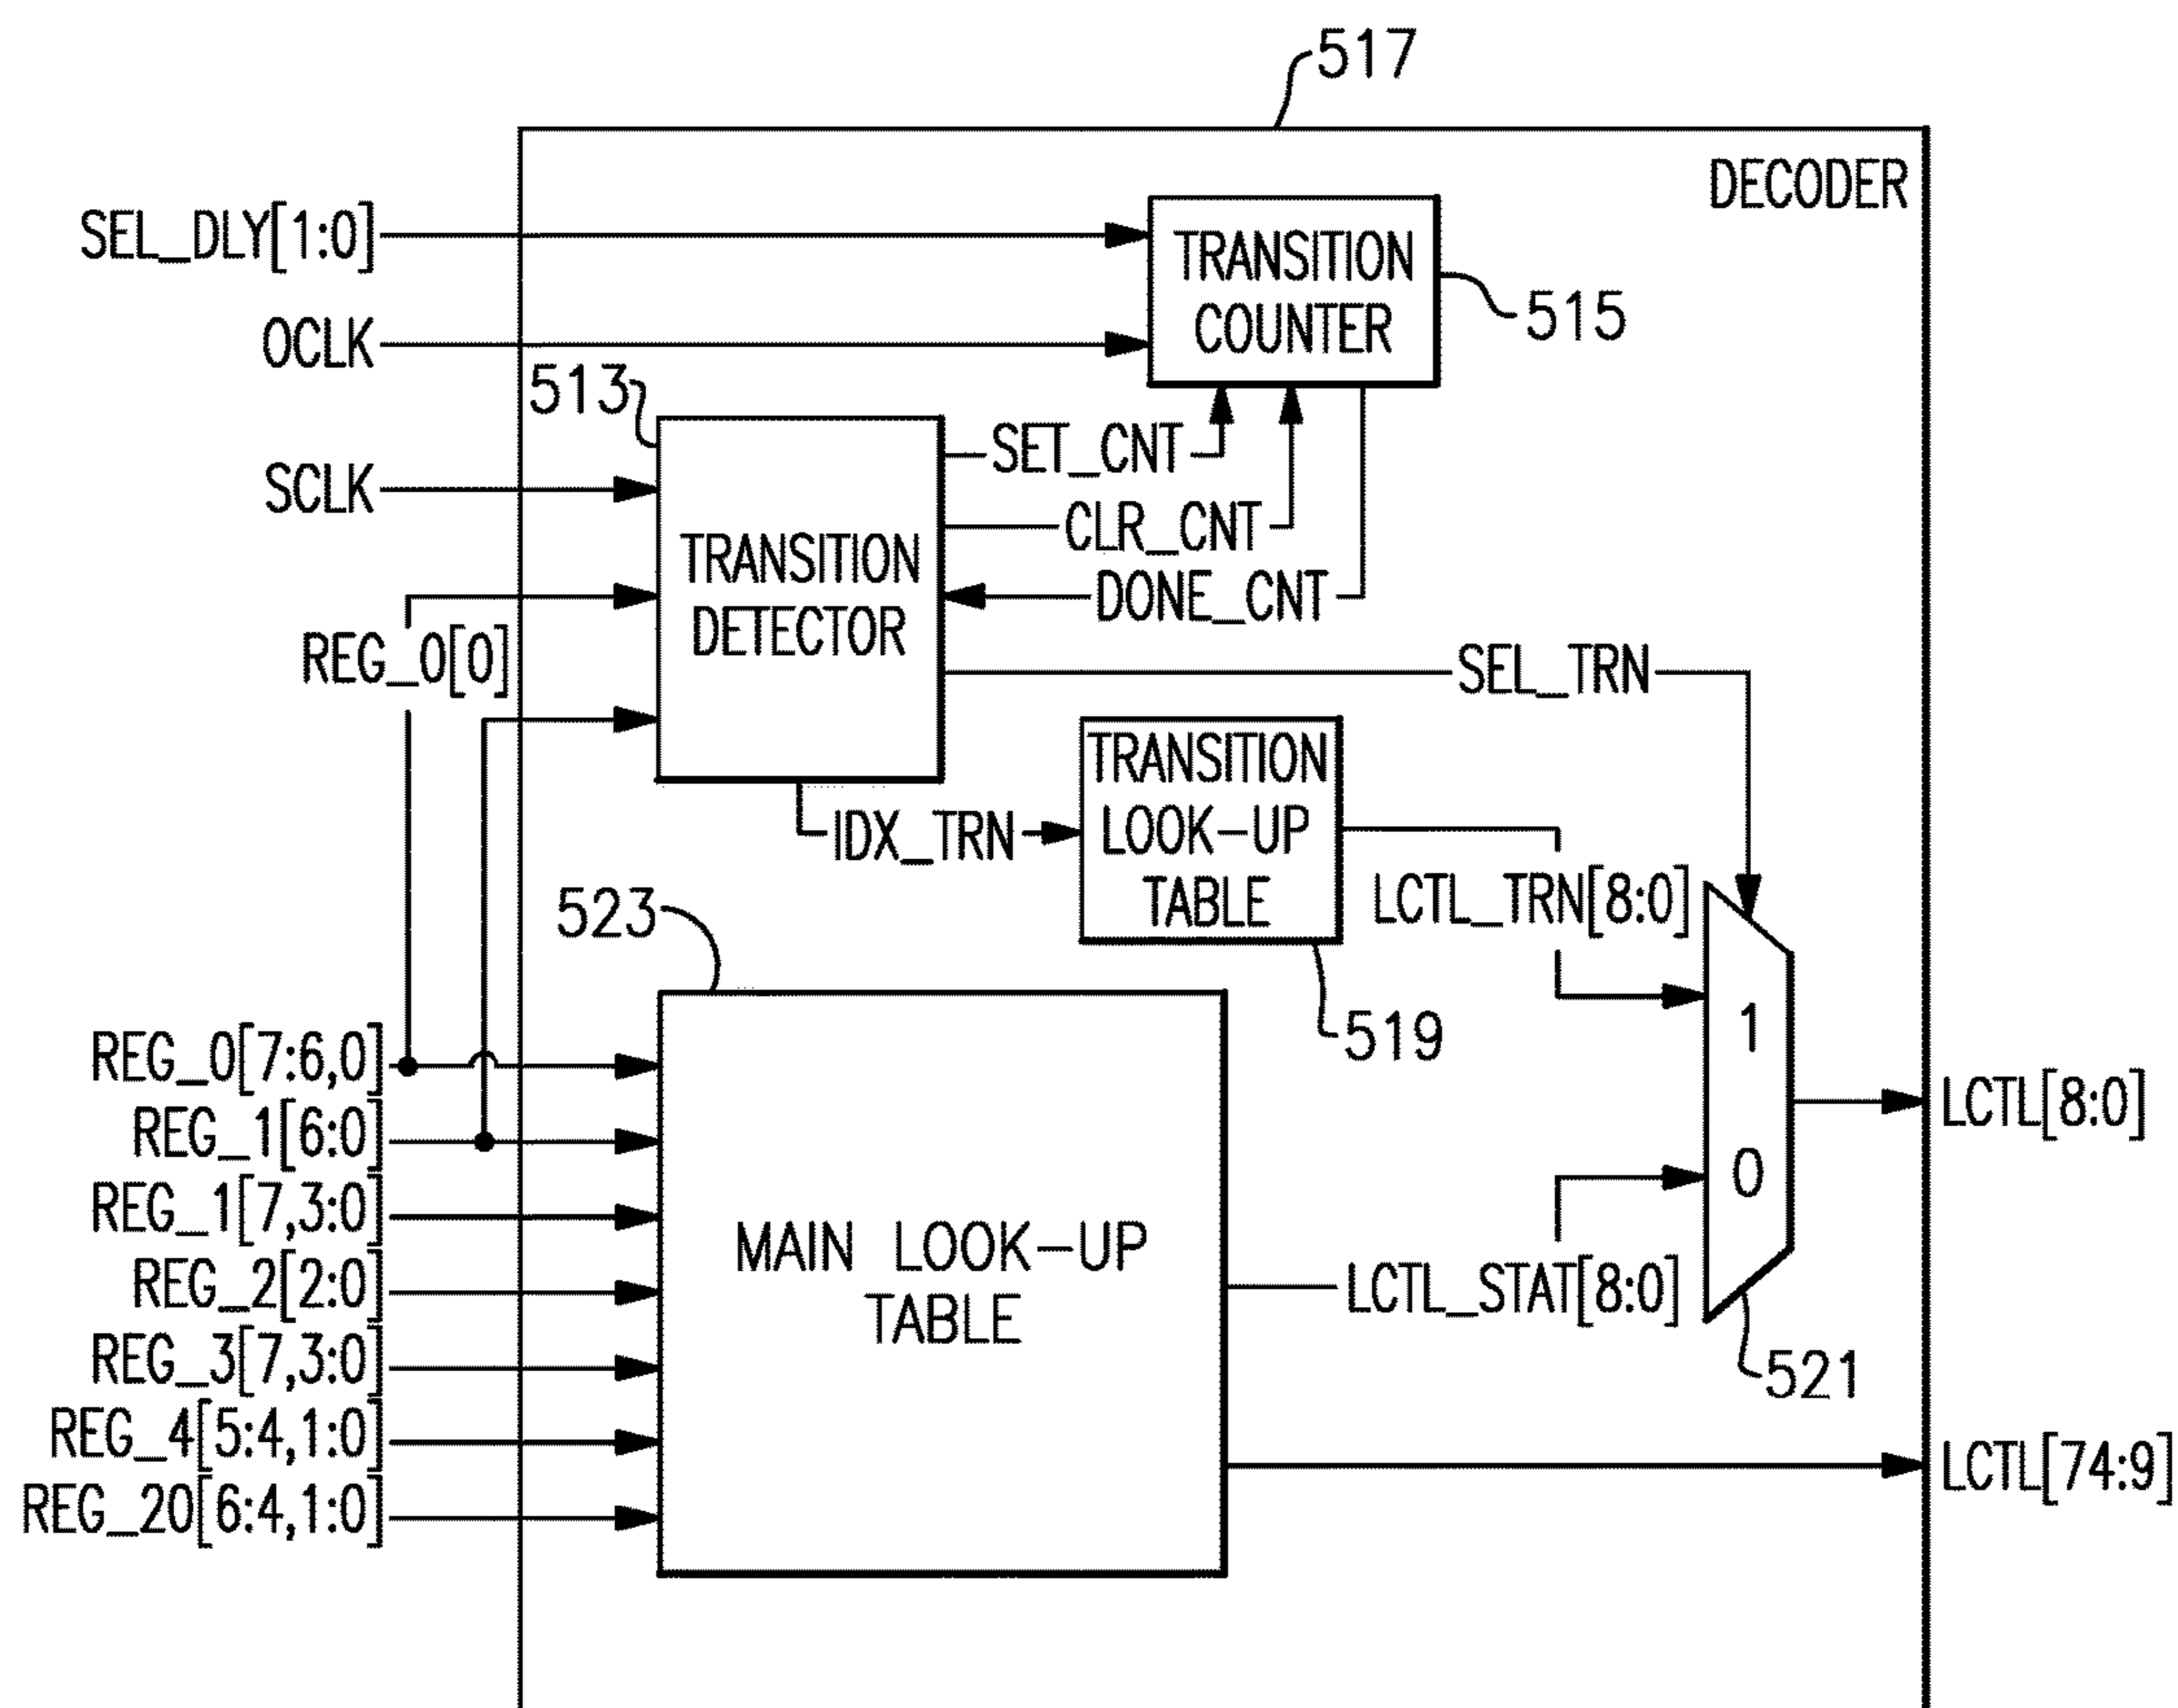 517
DECODER
SEL_DLY[1:0]
TRANSITION
COUNTER
515
OCLK
513
SET_CNT
SCLK
CLR_CNT
TRANSITION
DETECTOR
DONE_CNT
REG_0[0]
SEL_TRN
TRANSITION
LOOK-UP
TABLE
IDX_TRN
LCTL_TRN[8:0]
523
519
1
REG_0[7:6,0]
REG_1[6:0]
LCTL[8:0]
0
REG_1[7,3:0]
MAIN LOOK-UP
TABLE
REG_2[2:0]
LCTL_STAT[8:0]
REG_3[7,3:0]
521
REG_4[5:4,1:0]
LCTL[74:9]
REG_20[6:4,1:0]